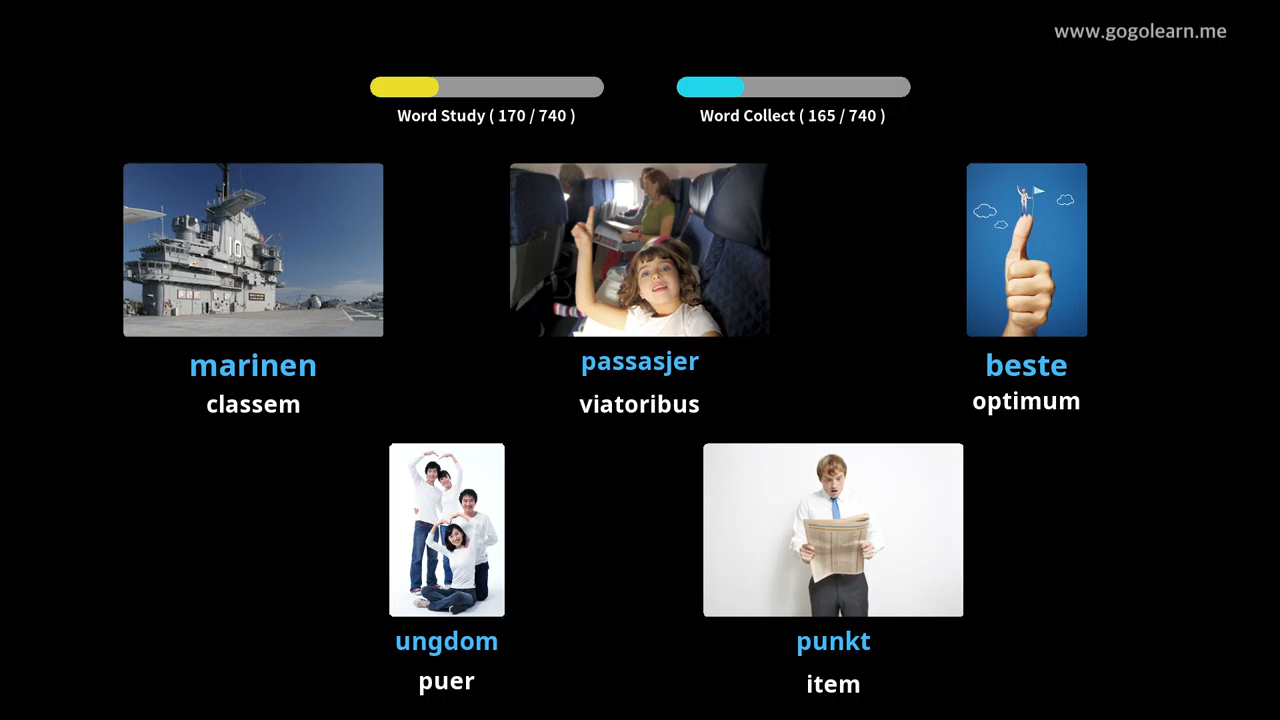 www.gogolearn.me
Word Study ( 170 / 740 )
Word Collect ( 165 / 740 )
10
marinen
classem
passasjer
viatoribus
beste
optimum
ungdom
puer
punkt
item